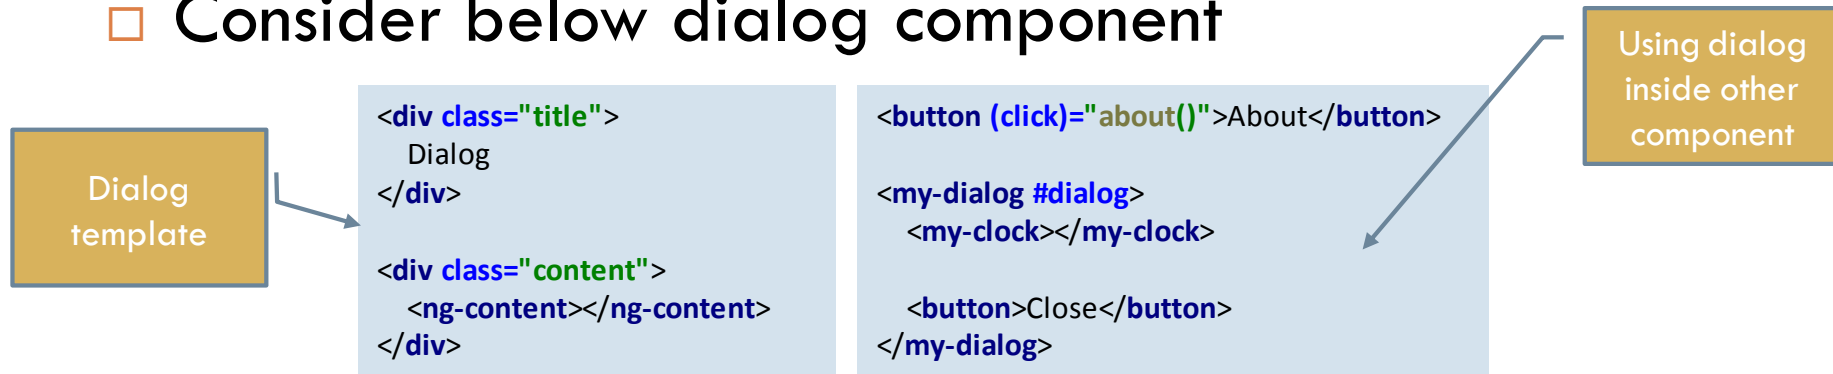 Consider below dialog component
Using dialog
inside other
component
Dialog
template
<div class="title">
Dialog
</div>
<div class="content">
<ng-content></ng-content>
</div>
<button (click)="about()">About</button>
<my-dialog #dialog>
<my-clock></my-clock>
<button>Close</button>
</my-dialog>